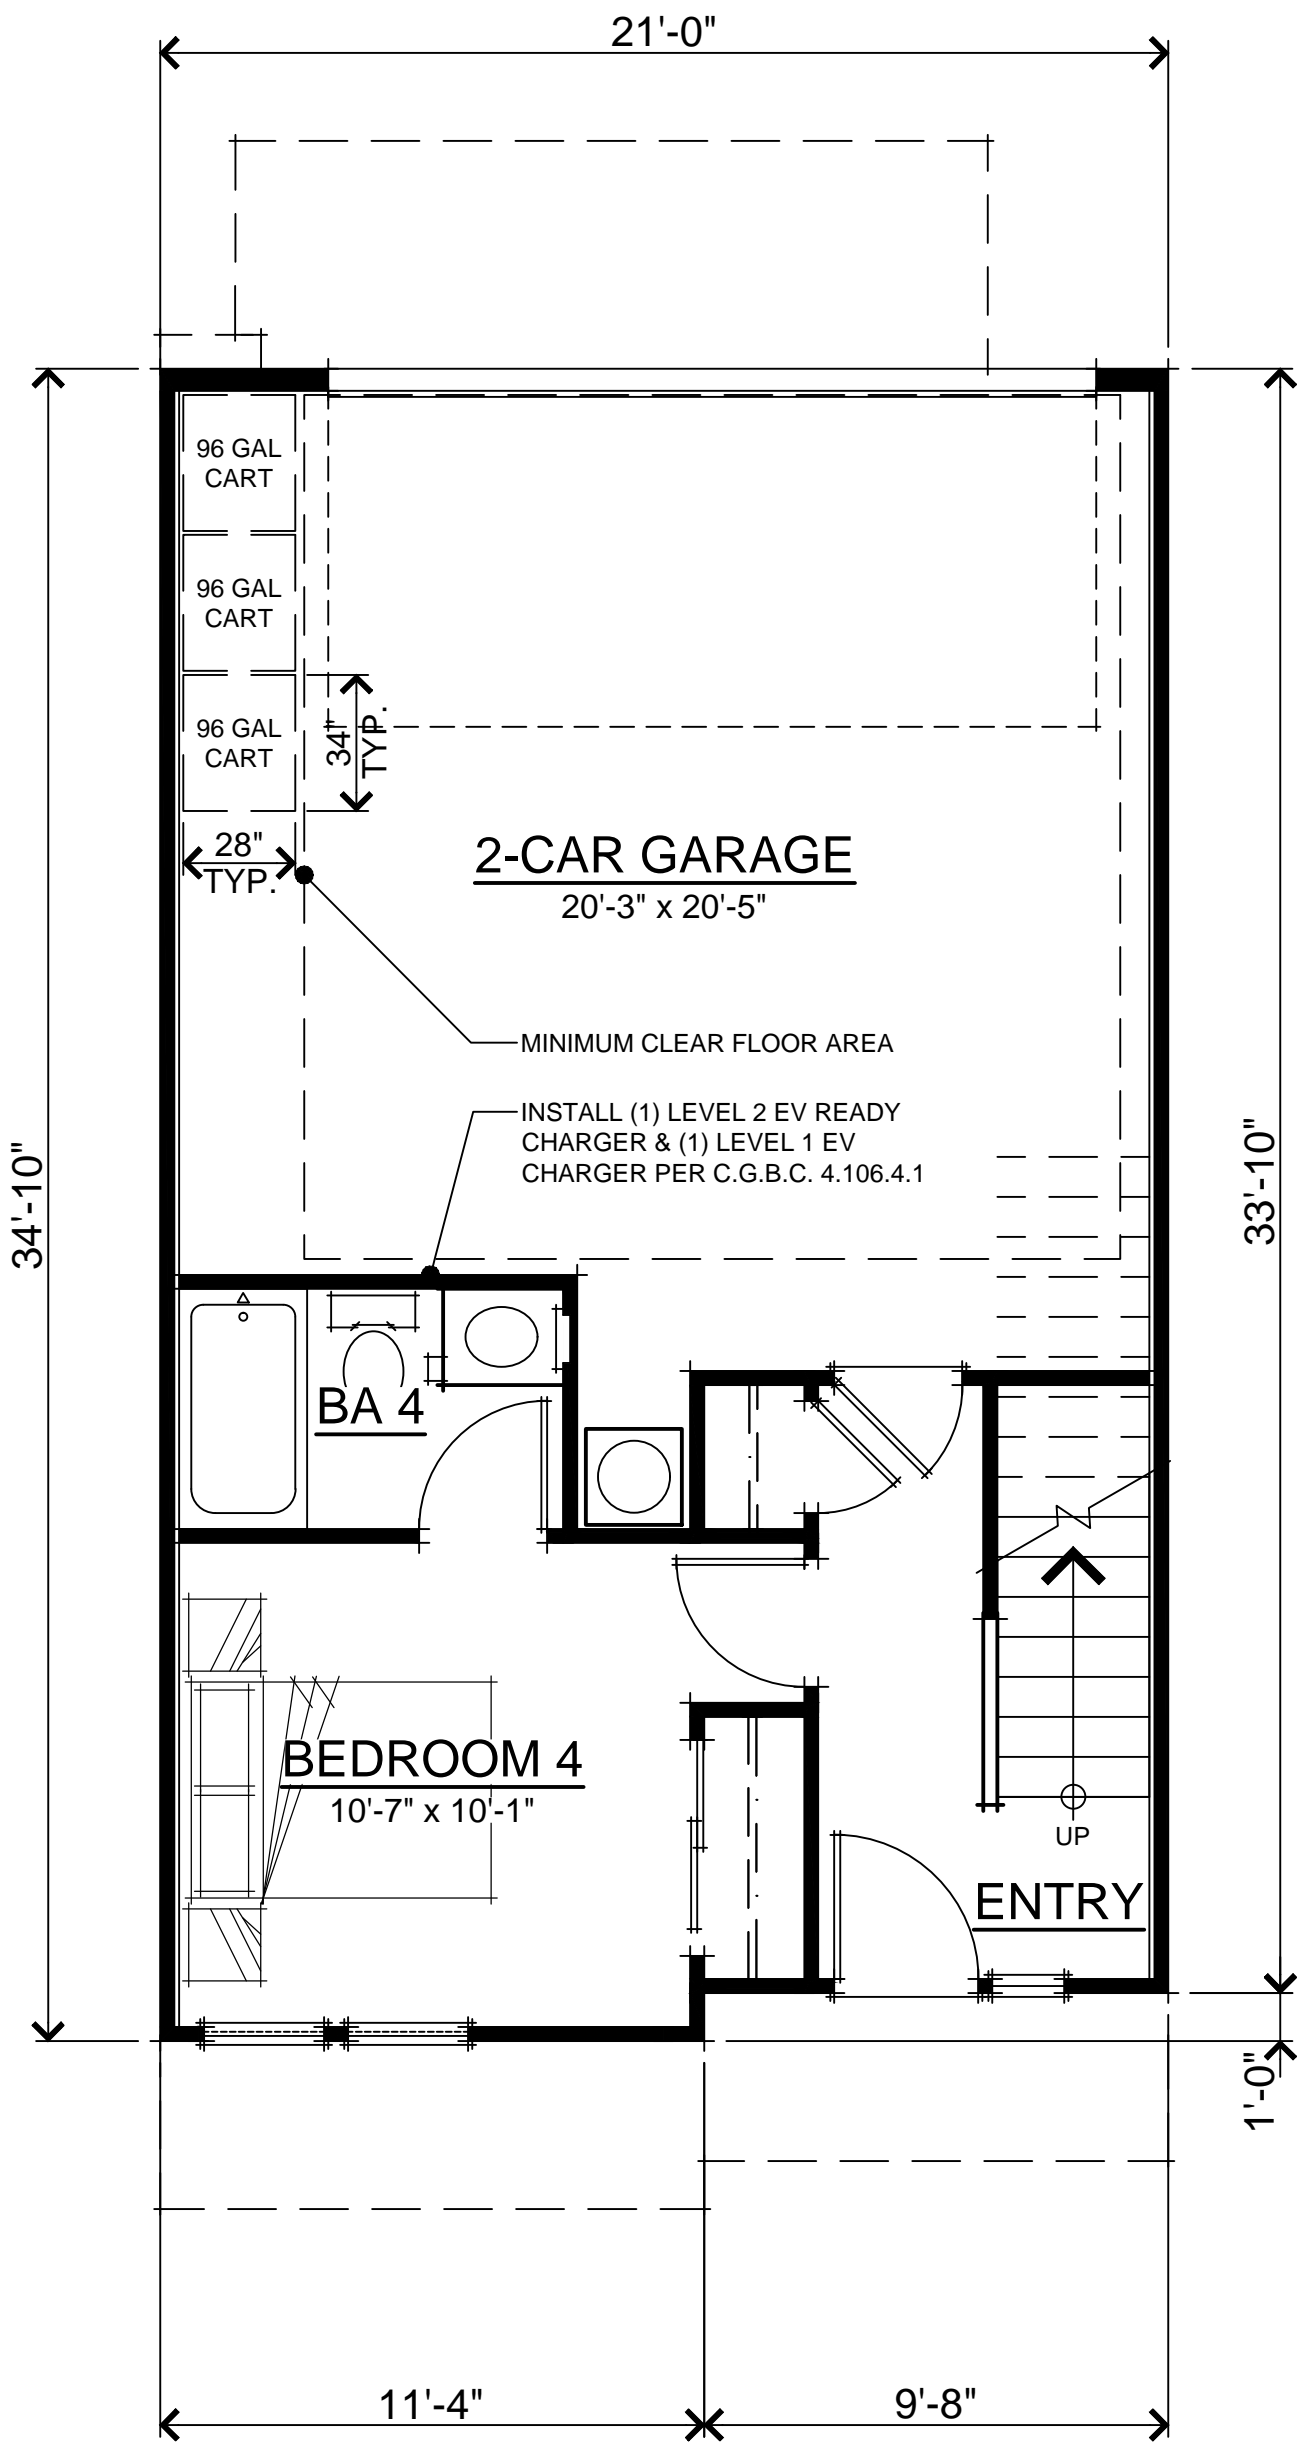 21'-0"
96 GAL
CART
96 GAL
CART
96 GAL
CART
34"
TYP.
28"
TYP.
2-CAR GARAGE
20'-3" x 20'-5"
MINIMUM CLEAR FLOOR AREA
INSTALL (1) LEVEL 2 EV READY
CHARGER & (1) LEVEL 1 EV
CHARGER PER C.G.B.C. 4.106.4.1
34'-10"
33'-10"
BA 4
BEDROOM 4
10'-7" x 10'-1"
UP
ENTRY
1'-0"
11'-4"
9'-8"